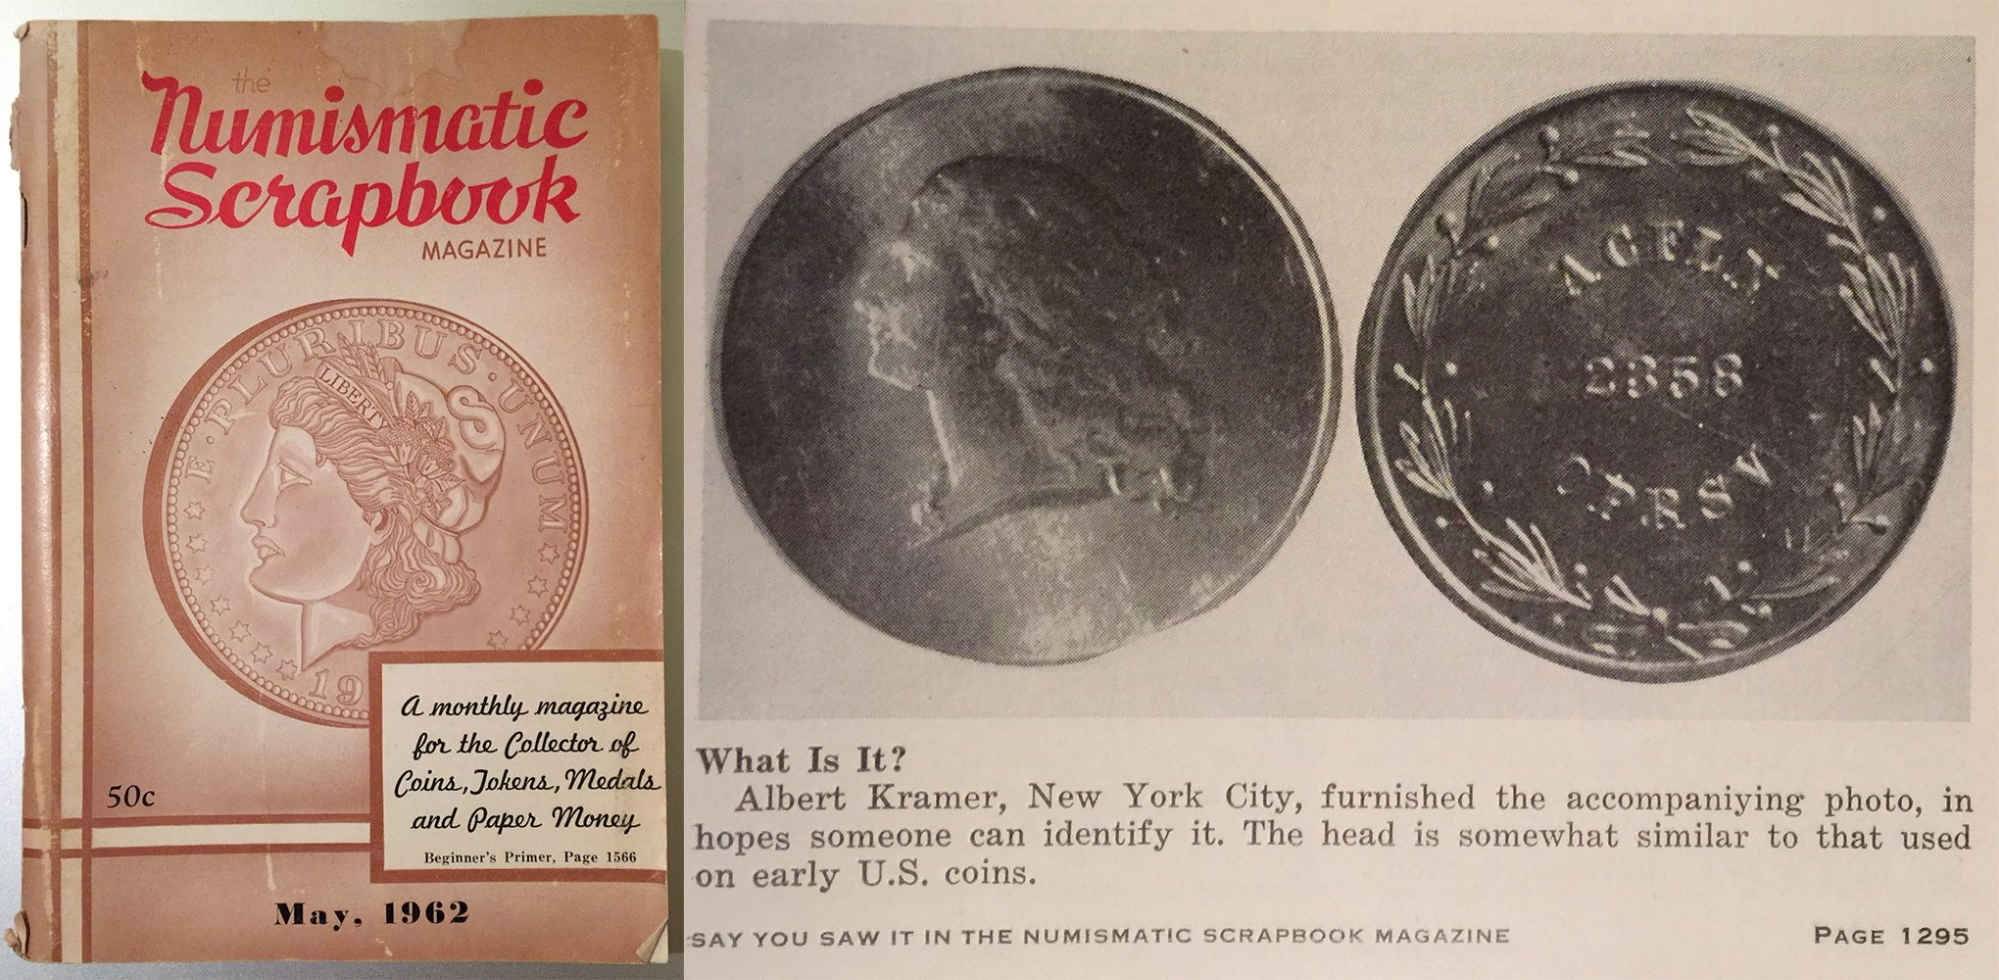 the
Numismatic
Scrapbook
MAGAZINE
E · PLURIBUS · UNUM
LIBERTY
19
A monthly magazine
for the Collector of
Coins, Tokens, Medals
and Paper Money
Beginner's Primer, Page 1566
50c
May, 1962
2358
What Is It?
Albert Kramer, New York City, furnished the accompaniying photo, in
hopes someone can identify it. The head is somewhat similar to that used
on early U.S. coins.
SAY YOU SAW IT IN THE NUMISMATIC SCRAPBOOK MAGAZINE
PAGE 1295